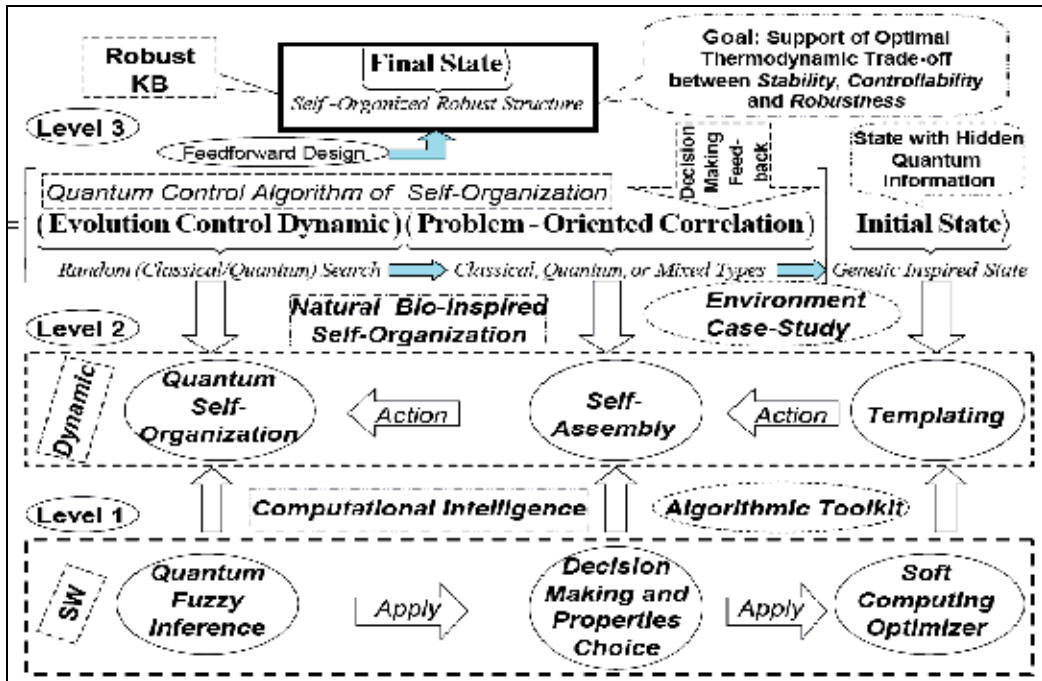 Robust
KB
Final State
Self-Organized Robust Structure
Goal: Support of Optimal
Thermodynamic Trade-off
between Stability, Controllability
and Robustness
Level 3
Feedforward Design
Decision
Making
Feed-
back
State with Hidden
Quantum
Information
Quantum Control Algorithm of Self-Organization
=
(Evolution Control Dynamic) (Problem-Oriented Correlation)
Initial State
Random (Classical/Quantum) Search
Classical, Quantum, or Mixed Types
Genetic Inspired State
Level 2
Natural Bio-Inspired
Self-Organization
Environment
Case-Study
Dynamic
Quantum
Self-
Organization
Action
Self-
Assembly
Action
Templating
Level 1
Computational Intelligence
Algorithmic Toolkit
SW
Quantum
Fuzzy
Inference
Apply
Decision
Making and
Properties
Choice
Apply
Soft
Computing
Optimizer